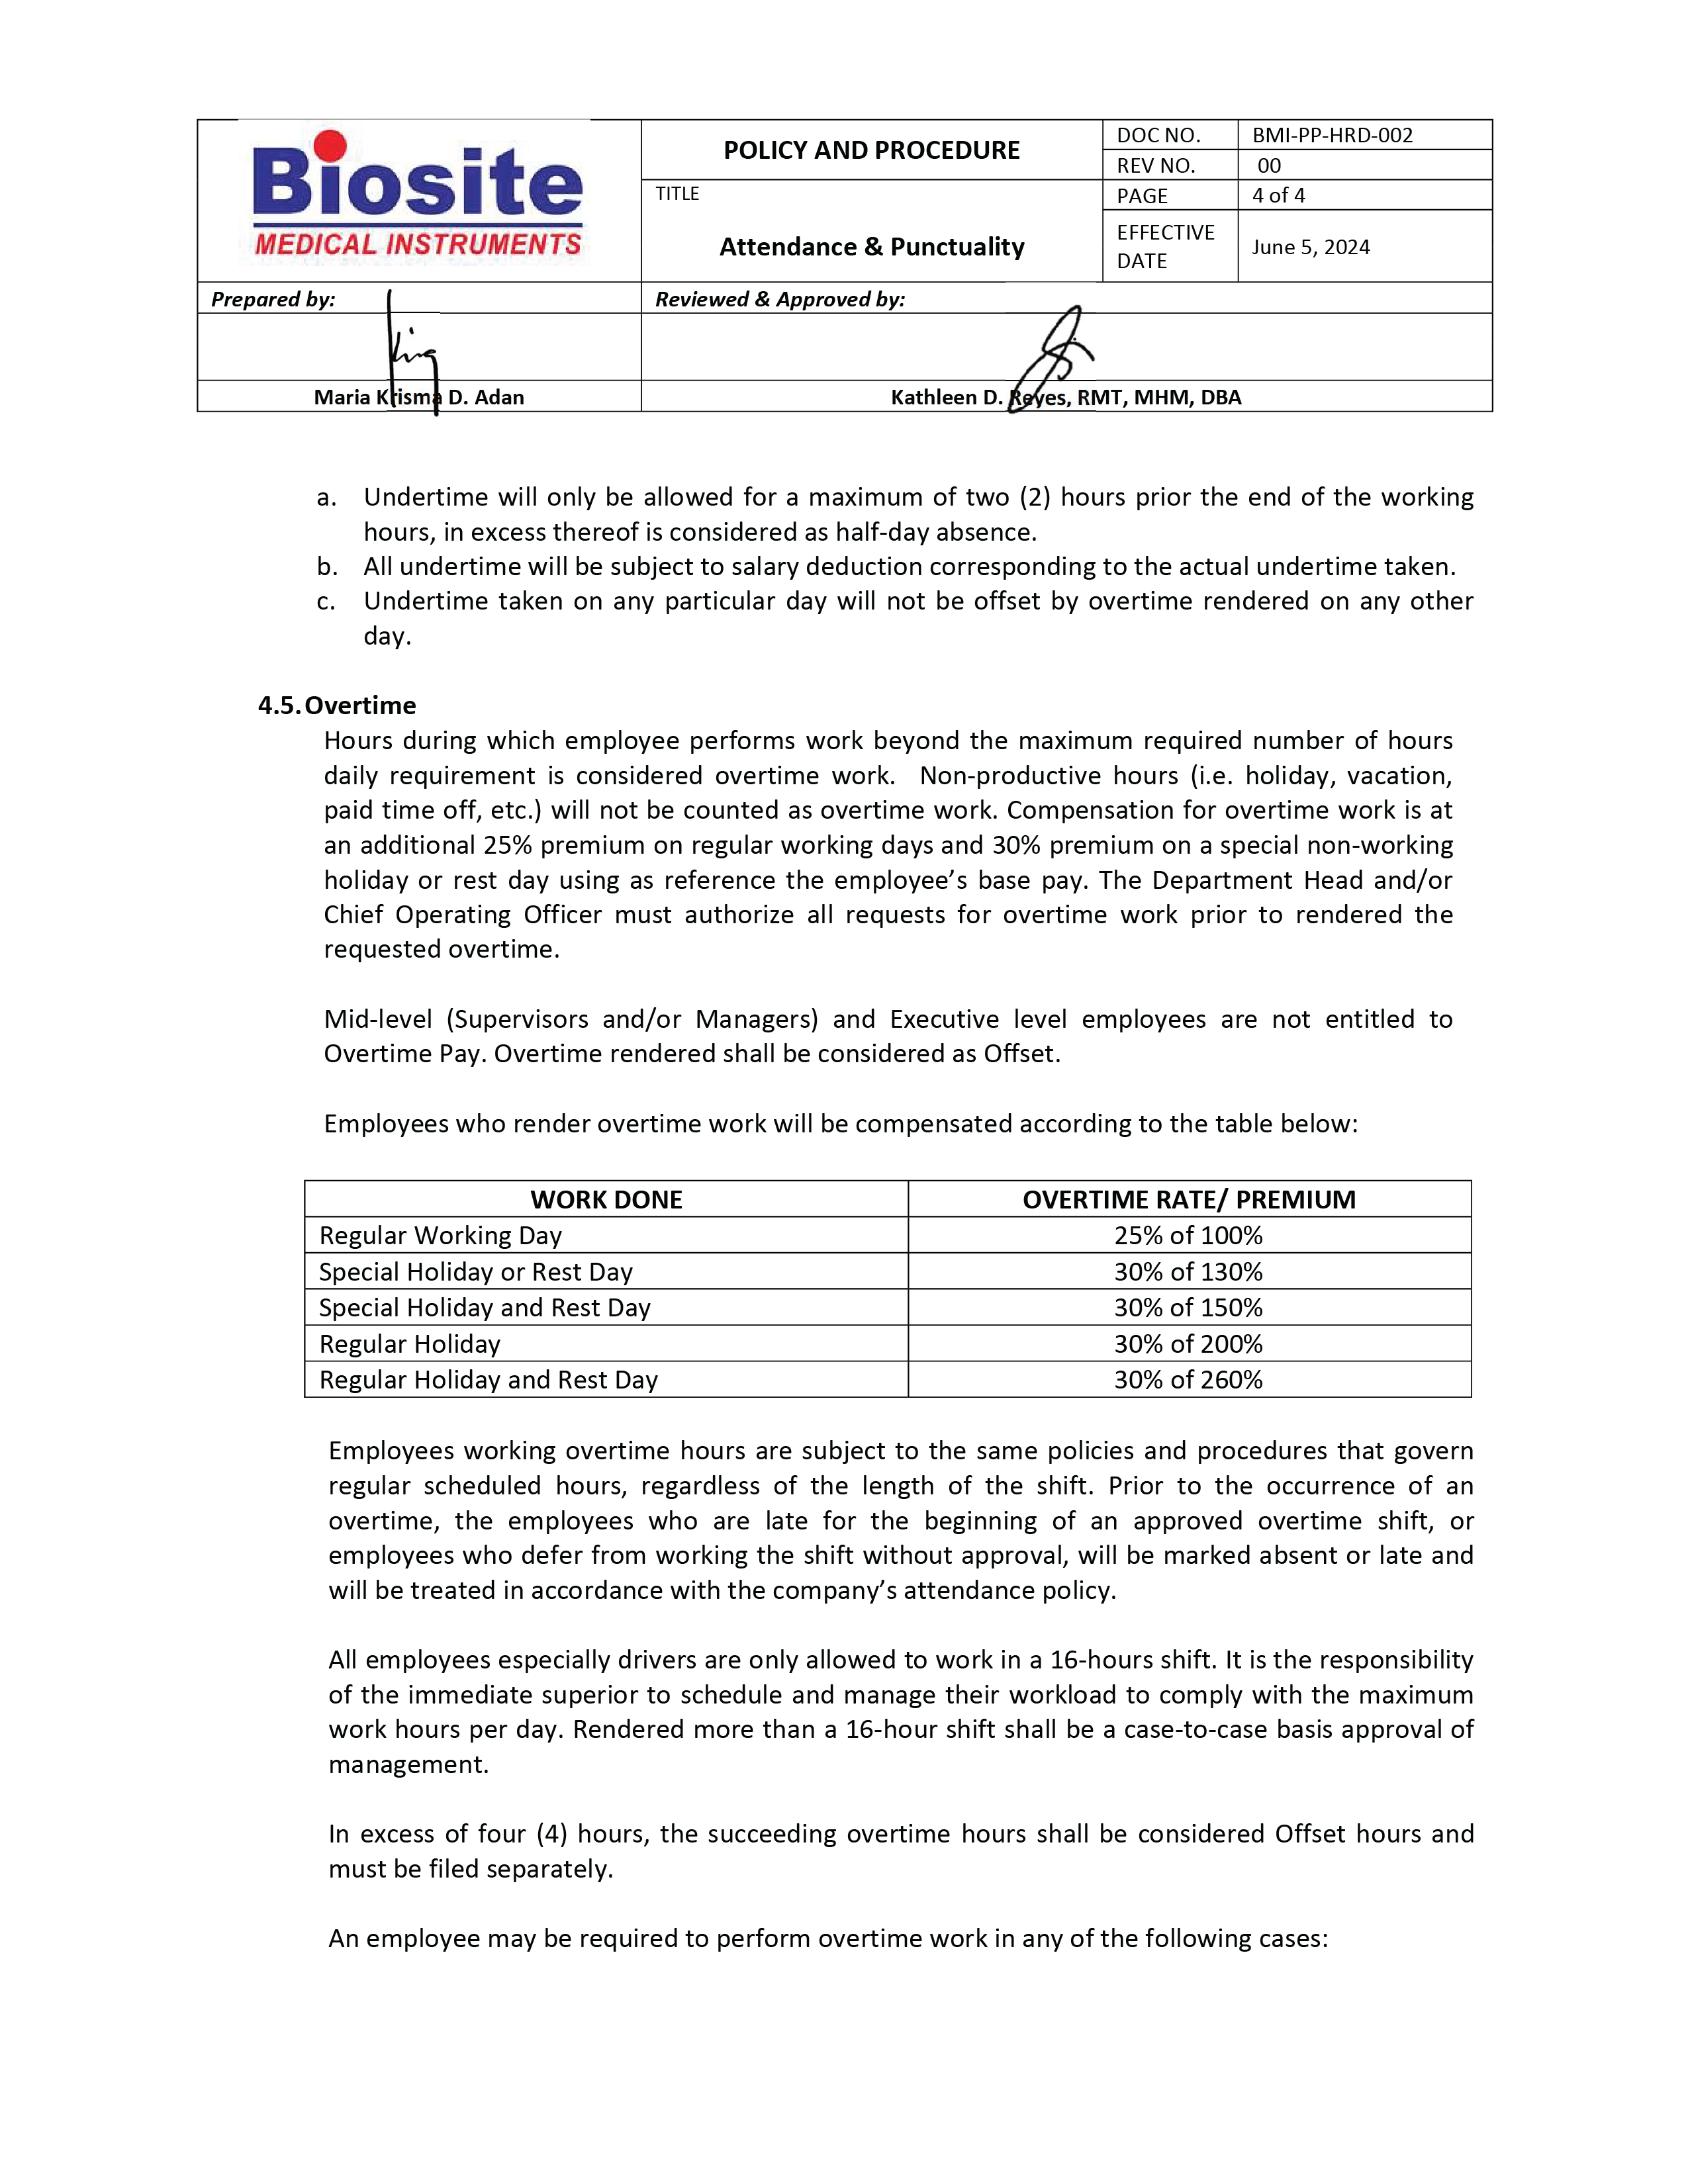 Biosite
MEDICAL INSTRUMENTS
POLICY AND PROCEDURE
DOC NO. BMI-PP-HRD-002
REV NO. 00
TITLE
PAGE 4 of 4
Attendance & Punctuality
EFFECTIVE DATE June 5, 2024
Prepared by:
Reviewed & Approved by:
Maria Krisma D. Adan
Kathleen D. Reyes, RMT, MHM, DBA
a. Undertime will only be allowed for a maximum of two (2) hours prior the end of the working
hours, in excess thereof is considered as half-day absence.
b. All undertime will be subject to salary deduction corresponding to the actual undertime taken.
c. Undertime taken on any particular day will not be offset by overtime rendered on any other
day.
4.5. Overtime
Hours during which employee performs work beyond the maximum required number of hours
daily requirement is considered overtime work. Non-productive hours (i.e. holiday, vacation,
paid time off, etc.) will not be counted as overtime work. Compensation for overtime work is at
an additional 25% premium on regular working days and 30% premium on a special non-working
holiday or rest day using as reference the employee’s base pay. The Department Head and/or
Chief Operating Officer must authorize all requests for overtime work prior to rendered the
requested overtime.
Mid-level (Supervisors and/or Managers) and Executive level employees are not entitled to
Overtime Pay. Overtime rendered shall be considered as Offset.
Employees who render overtime work will be compensated according to the table below:
WORK DONE OVERTIME RATE/ PREMIUM
Regular Working Day 25% of 100%
Special Holiday or Rest Day 30% of 130%
Special Holiday and Rest Day 30% of 150%
Regular Holiday 30% of 200%
Regular Holiday and Rest Day 30% of 260%
Employees working overtime hours are subject to the same policies and procedures that govern
regular scheduled hours, regardless of the length of the shift. Prior to the occurrence of an
overtime, the employees who are late for the beginning of an approved overtime shift, or
employees who defer from working the shift without approval, will be marked absent or late and
will be treated in accordance with the company’s attendance policy.
All employees especially drivers are only allowed to work in a 16-hours shift. It is the responsibility
of the immediate superior to schedule and manage their workload to comply with the maximum
work hours per day. Rendered more than a 16-hour shift shall be a case-to-case basis approval of
management.
In excess of four (4) hours, the succeeding overtime hours shall be considered Offset hours and
must be filed separately.
An employee may be required to perform overtime work in any of the following cases: